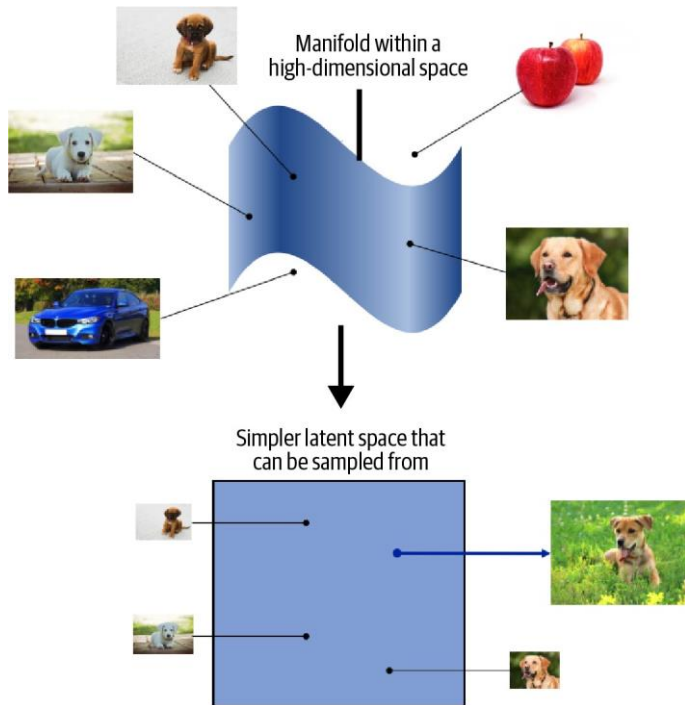 Manifold within a
high-dimensional space
Simpler latent space that
can be sampled from